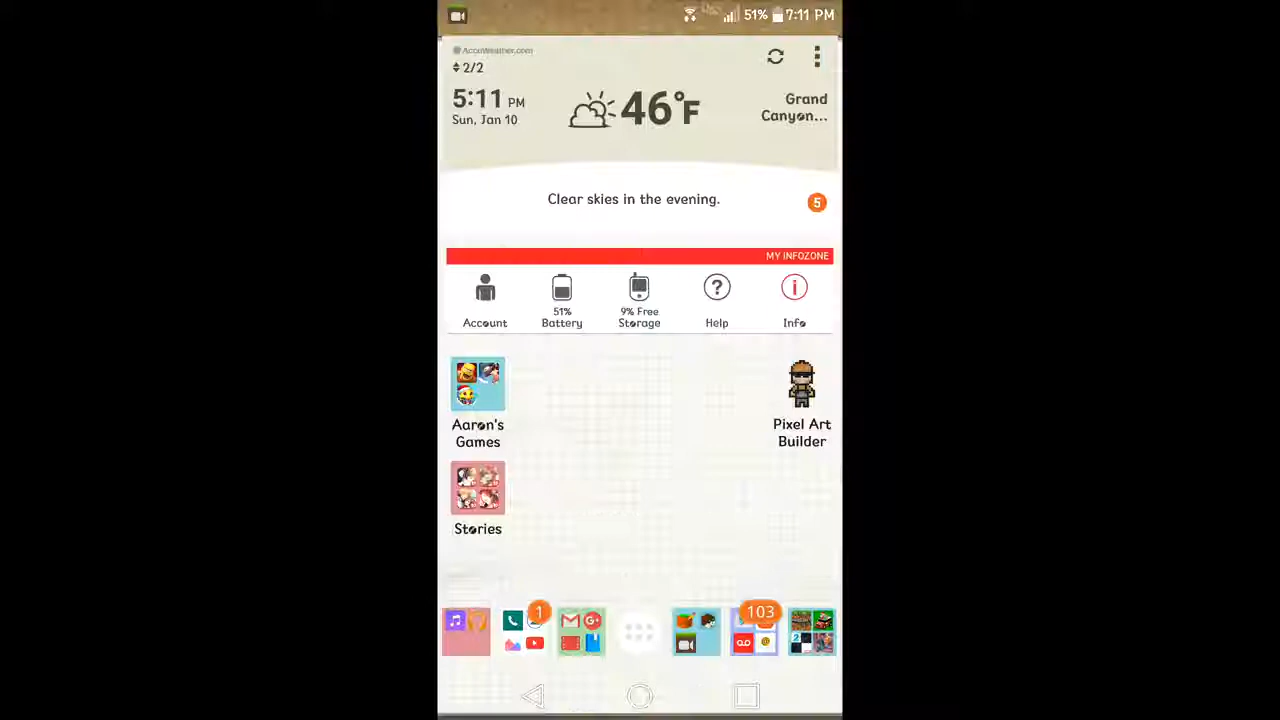 51% 7:11 PM
AccuWeather.com
2/2
5:11 PM
Sun, Jan 10
46°F
Grand
Canyon...
Clear skies in the evening.
5
MY INFOZONE
Account
51%
Battery
9% Free
Storage
?
Help
i
Info
Aaron's
Games
Pixel Art
Builder
Stories
1
103
2